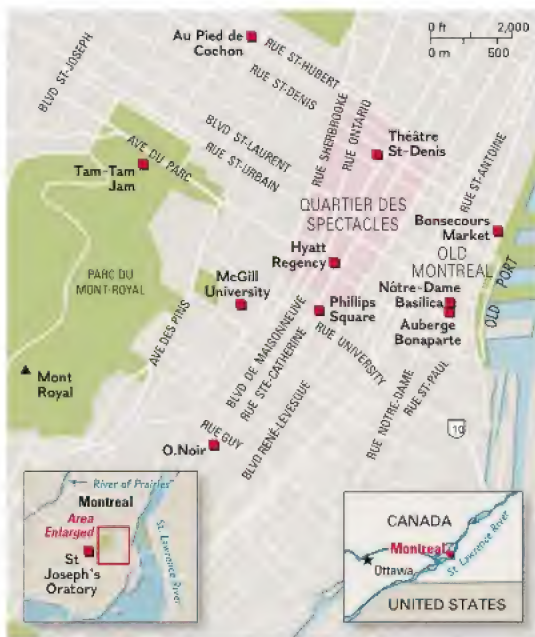 0 ft 2,000
0 m 500
Au Pied de
Cochon
RUE ST-HUBERT
RUE ST-DENIS
BLVD ST-JOSEPH
BLVD ST-LAURENT
RUE ST-URBAIN
AVE DU PARC
Tam-Tam
Jam
RUE SHERBROOKE
RUE ONTARIO
Théâtre
St-Denis
RUE ST-ANTOINE
QUARTIER DES
SPECTACLES
Bonsecours
Market
Hyatt
Regency
OLD
MONTREAL
OLD PORT
PARC DU
MONT-ROYAL
McGill
University
Nôtre-Dame
Basilica
Auberge
Bonaparte
Phillips
Square
AVE DES PINS
BLVD DE MAISONNEUVE
RUE STE-CATHERINE
RUE UNIVERSITY
Mont
Royal
RUE NOTRE-DAME
RUE ST-PAUL
BLVD RENÉ-LÉVESQUE
RUE GUY
O.Noir
10
River of Prairies
Montreal
Area
Enlarged
St
Joseph's
Oratory
St. Lawrence River
CANADA
Montreal
Ottawa
St. Lawrence River
UNITED STATES